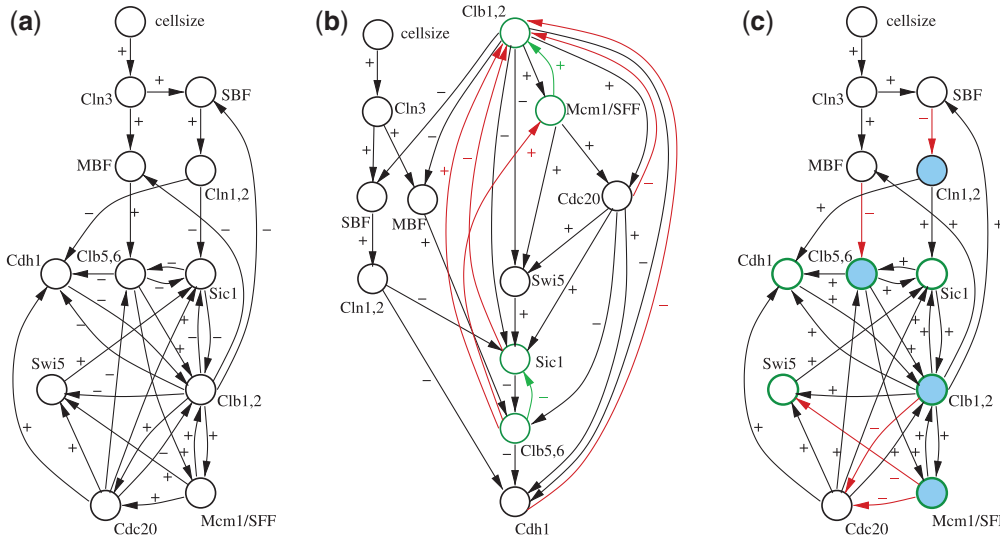 (a)
cellsize
+
Cln3
+
SBF
+
+
MBF
Cln1,2
−
+
−
−
Cdh1
Clb5,6
−
−
−
Sic1
Swi5
+
−
−
−
−
Clb1,2
+
+
+
+
+
−
+
+
+
Cdc20
Mcm1/SFF
(b)
cellsize
+
Cln3
+
+
SBF
MBF
+
+
Cln1,2
−
−
Clb1,2
−
−
−
+
+
+
Mcm1/SFF
+
−
+
+
+
Cdc20
−
−
+
+
Swi5
+
−
Sic1
−
−
Clb5,6
−
Cdh1
(c)
cellsize
+
Cln3
+
SBF
+
−
MBF
Cln1,2
+
−
+
+
Cdh1
Clb5,6
+
+
+
Sic1
Swi5
+
+
+
+
+
Clb1,2
−
+
+
+
+
+
−
−
Cdc20
Mcm1/SFF